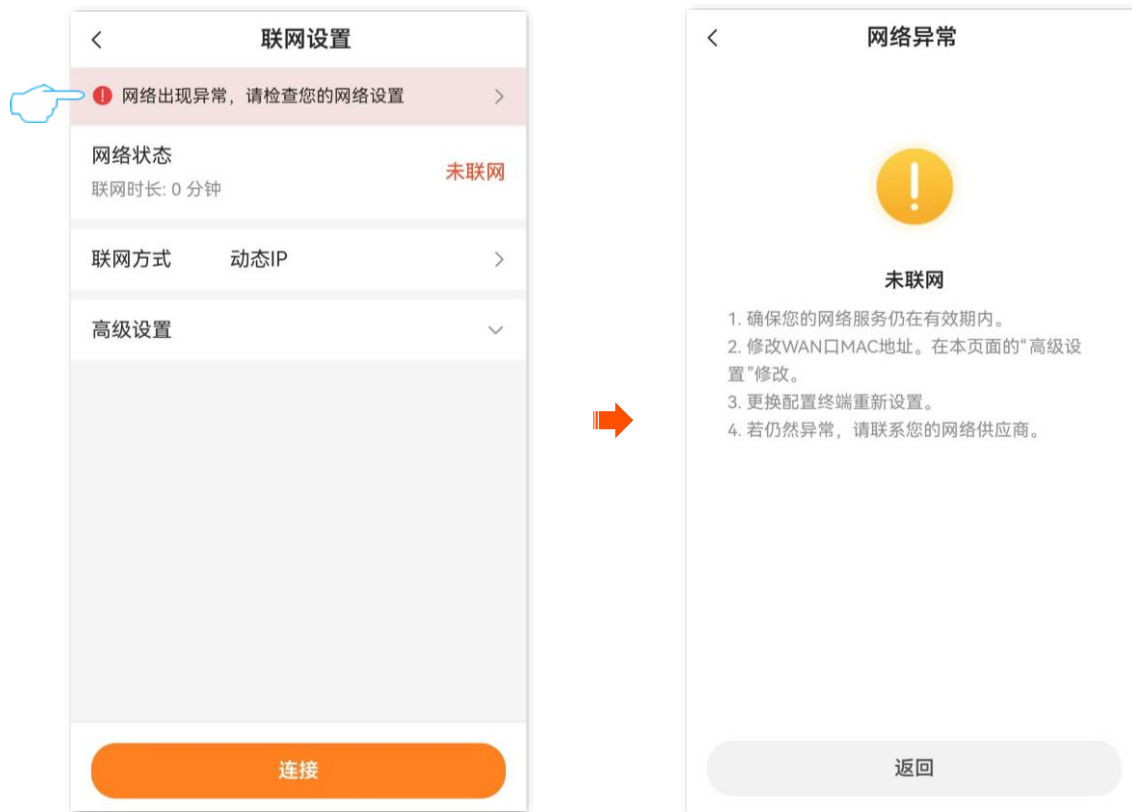 联网设置
网络出现异常，请检查您的网络设置
网络状态
未联网
联网时长: 0 分钟
联网方式 动态IP
高级设置
连接
网络异常
未联网
1. 确保您的网络服务仍在有效期内。
2. 修改WAN口MAC地址。在本页面的“高级设
置”修改。
3. 更换配置终端重新设置。
4. 若仍然异常，请联系您的网络供应商。
返回